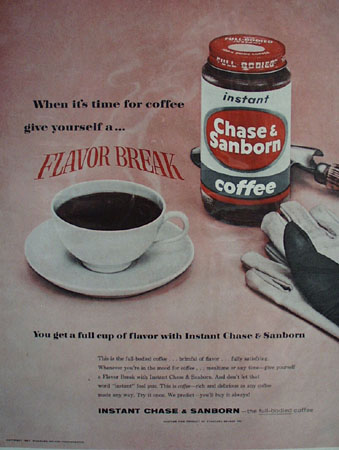 When it's time for coffee
give yourself a...
FLAVOR BREAK
FULL-BODIED
FULL BODIED
instant
Chase &
Sanborn
coffee
You get a full cup of flavor with Instant Chase & Sanborn
This is the full-bodied coffee ... brimful of flavor ... fully satisfying.
Whenever you're in the mood for coffee ... mealtime or any time—give yourself
a Flavor Break with Instant Chase & Sanborn. And don't let that
word "instant" fool you. This is coffee—rich and delicious as any coffee
made any way. Try it once. We predict—you'll buy it always!
INSTANT CHASE & SANBORN—the full-bodied coffee